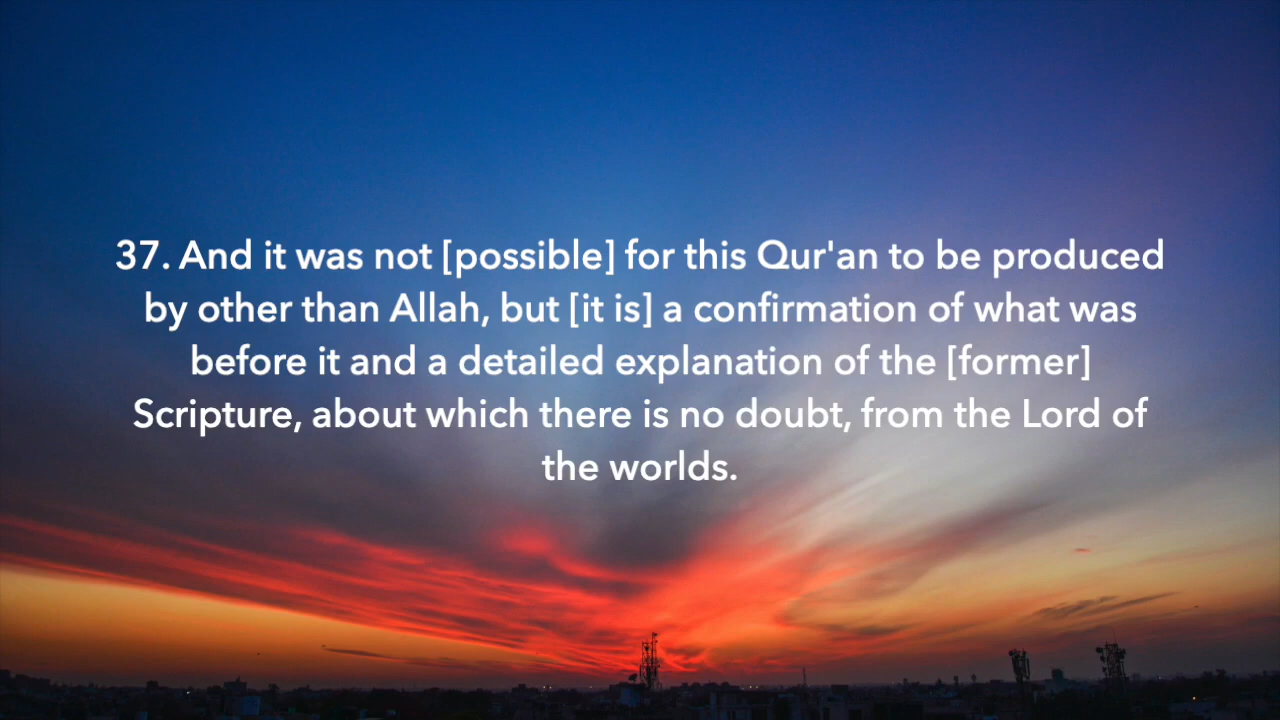 37. And it was not [possible] for this Qur'an to be produced
by other than Allah, but [it is] a confirmation of what was
before it and a detailed explanation of the [former]
Scripture, about which there is no doubt, from the Lord of
the worlds.